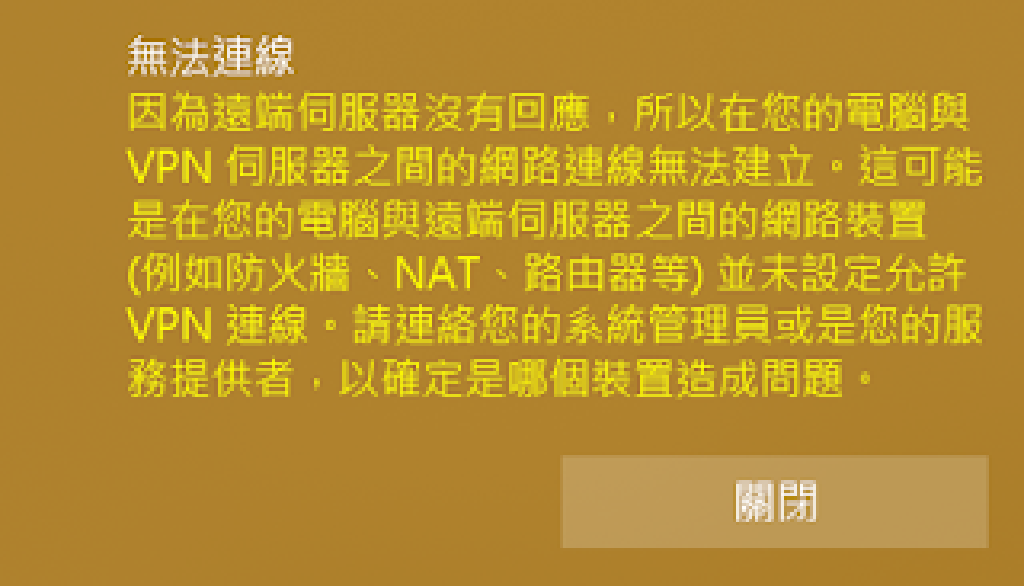 無法連線
因為遠端伺服器沒有回應，所以在您的電腦與
VPN 伺服器之間的網路連線無法建立。這可能
是在您的電腦與遠端伺服器之間的網路裝置
(例如防火牆、NAT、路由器等) 並未設定允許
VPN 連線。請連絡您的系統管理員或是您的服
務提供者，以確定是哪個裝置造成問題。
關閉